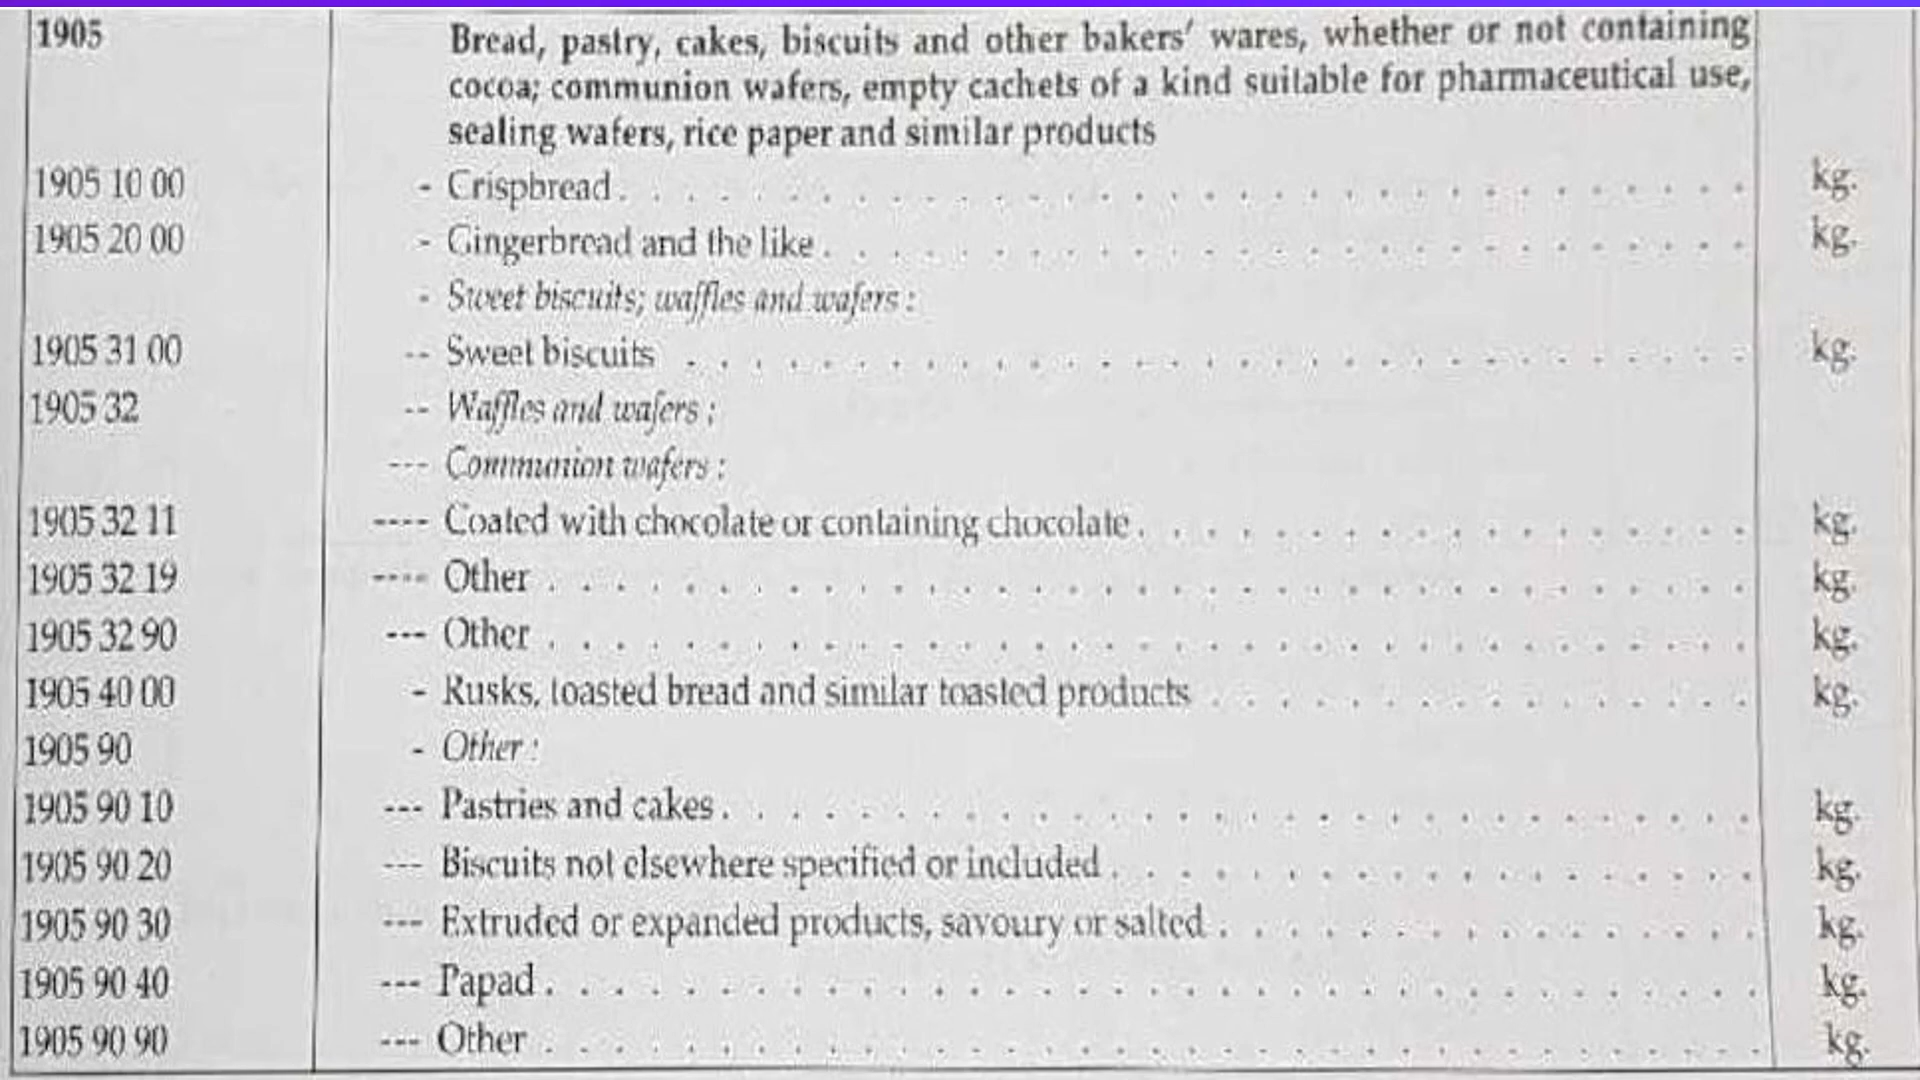 1905 Bread, pastry, cakes, biscuits and other bakers' wares, whether or not containing
cocoa; communion wafers, empty cachets of a kind suitable for pharmaceutical use,
sealing wafers, rice paper and similar products
1905 10 00 - Crispbread . . . . . kg.
1905 20 00 - Gingerbread and the like . . . . . kg.
- Sweet biscuits; waffles and wafers :
1905 31 00 -- Sweet biscuits . . . . . kg.
1905 32 -- Waffles and wafers :
--- Communion wafers :
1905 32 11 ---- Coated with chocolate or containing chocolate . . . . . kg.
1905 32 19 ---- Other . . . . . kg.
1905 32 90 --- Other . . . . . kg.
1905 40 00 - Rusks, toasted bread and similar toasted products . . . . . kg.
1905 90 - Other :
1905 90 10 --- Pastries and cakes . . . . . kg.
1905 90 20 --- Biscuits not elsewhere specified or included . . . . . kg.
1905 90 30 --- Extruded or expanded products, savoury or salted . . . . . kg.
1905 90 40 --- Papad . . . . . kg.
1905 90 90 --- Other . . . . . kg.